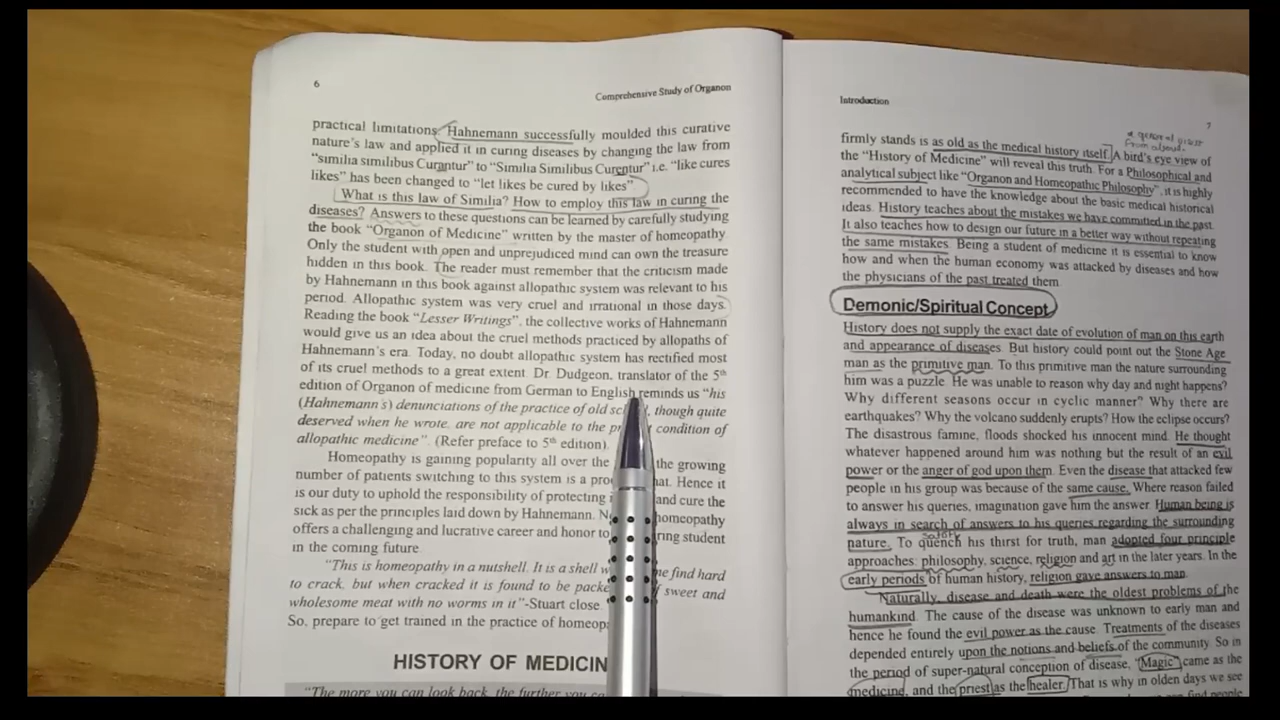 6
Comprehensive Study of Organon
practical limitations. Hahnemann successfully moulded this curative
nature's law and applied it in curing diseases by changing the law from
“similia similibus Curantur” to “Similia Similibus Curentur” i.e. “like cures
likes” has been changed to “let likes be cured by likes”
What is this law of Similia? How to employ this law in curing the
diseases? Answers to these questions can be learned by carefully studying
the book “Organon of Medicine” written by the master of homeopathy.
Only the student with open and unprejudiced mind can own the treasure
hidden in this book. The reader must remember that the criticism made
by Hahnemann in this book against allopathic system was relevant to his
period. Allopathic system was very cruel and irrational in those days.
Reading the book “Lesser Writings”, the collective works of Hahnemann
would give us an idea about the cruel methods practiced by allopaths of
Hahnemann's era. Today, no doubt allopathic system has rectified most
of its cruel methods to a great extent. Dr. Dudgeon, translator of the 5th
edition of Organon of medicine from German to English reminds us “his
(Hahnemann's) denunciations of the practice of old , though quite
deserved when he wrote, are not applicable to the condition of
allopathic medicine”. (Refer preface to 5th edition).
Homeopathy is gaining popularity all over the the growing
number of patients switching to this system is a Hence it
is our duty to uphold the responsibility of protecting and cure the
sick as per the principles laid down by Hahnemann. homeopathy
offers a challenging and lucrative career and honor to student
in the coming future.
"This is homeopathy in a nutshell. It is a shell find hard
to crack, but when cracked it is found to be sweet and
wholesome meat with no worms in it"-Stuart close.
So, prepare to get trained in the practice of
HISTORY OF
"The more you can look back, the further you
Introduction
7
a general
From
firmly stands is as old as the medical history itself. A bird's eye view of
the “History of Medicine” will reveal this truth. For a Philosophical and
analytical subject like “Organon and Homeopathic Philosophy”, it is highly
recommended to have the knowledge about the basic medical historical
ideas. History teaches about the mistakes we have committed in the past.
It also teaches how to design our future in a better way without repeating
the same mistakes. Being a student of medicine it is essential to know
how and when the human economy was attacked by diseases and how
the physicians of the past treated them.
Demonic/Spiritual Concept
History does not supply the exact date of evolution of man on this earth
and appearance of diseases. But history could point out the Stone Age
man as the primitive man. To this primitive man the nature surrounding
him was a puzzle. He was unable to reason why day and night happens?
Why different seasons occur in cyclic manner? Why there are
earthquakes? Why the volcano suddenly erupts? How the eclipse occurs?
The disastrous famine, floods shocked his innocent mind. He thought
whatever happened around him was nothing but the result of an evil
power or the anger of god upon them. Even the disease that attacked few
people in his group was because of the same cause. Where reason failed
to answer his queries, imagination gave him the answer. Human being is
always in search of answers to his queries regarding the surrounding
nature. To quench his thirst for truth, man adopted four principle
approaches: philosophy, science, religion and art in the later years. In the
early periods of human history, religion gave answers to man.
Naturally, disease and death were the oldest problems of the
humankind. The cause of the disease was unknown to early man and
hence he found the evil power as the cause. Treatments of the diseases
depended entirely upon the notions and beliefs of the community. So in
the period of super-natural conception of disease, “Magic” came as the
medicine, and the priest as the healer. That is why in olden days we see